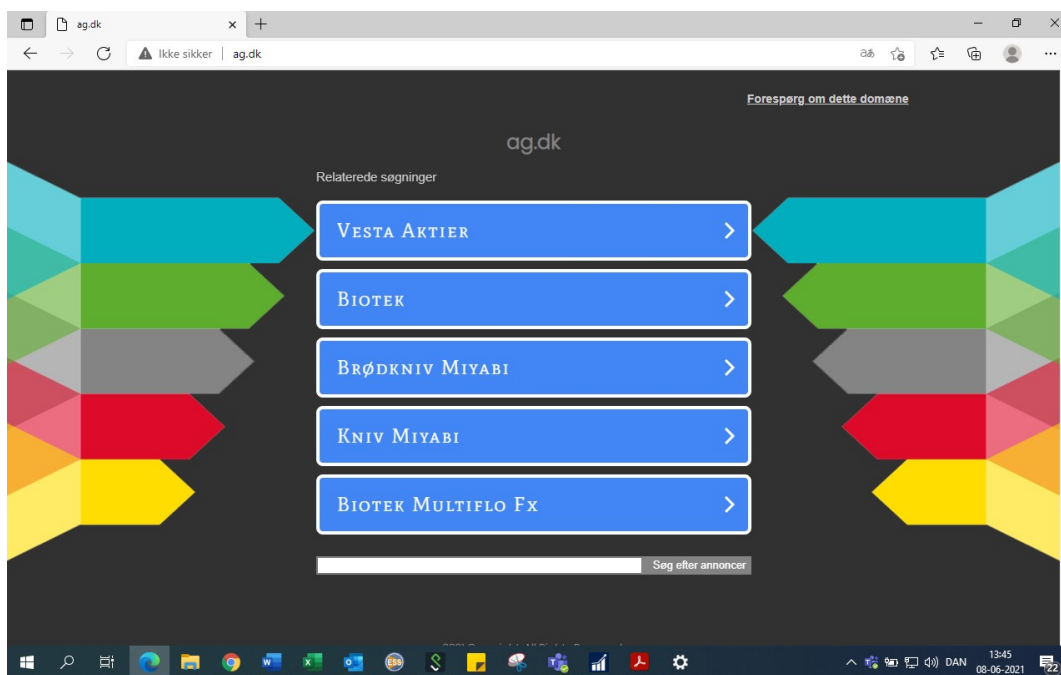 ag.dk
Ikke sikker
ag.dk
Forespørg om dette domæne
ag.dk
Relaterede søgninger
Vesta Aktier
Biotek
Brødkniv Miyabi
Kniv Miyabi
Biotek Multiflo Fx
Søg efter annoncer
DAN
13:45
08-06-2021
22